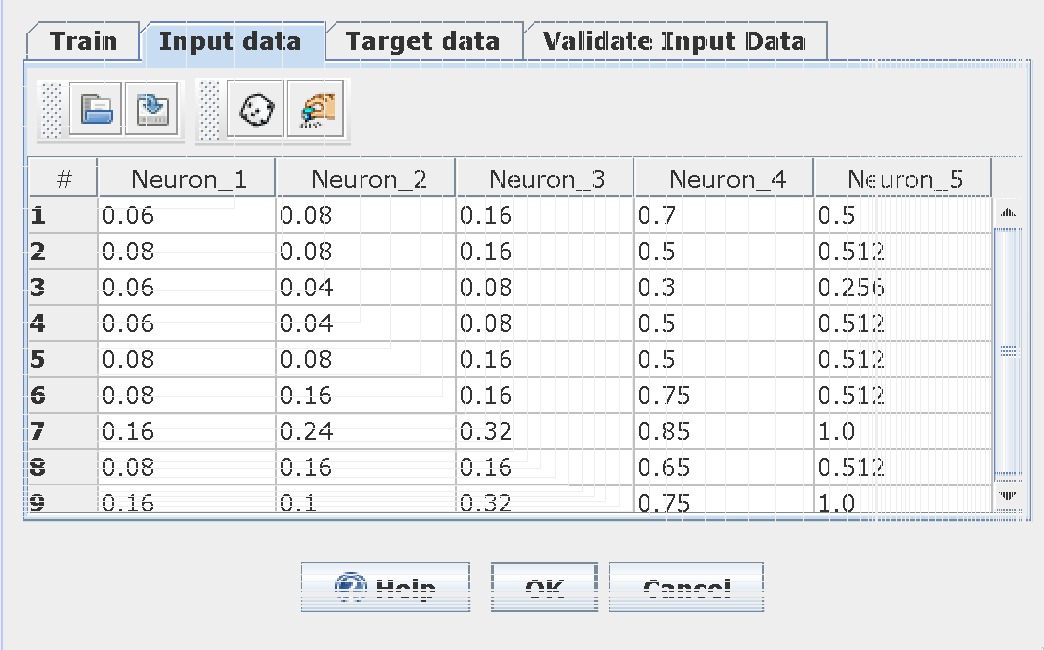 Train Input data Target data Validate Input Data
# Neuron_1 Neuron_2 Neuron_3 Neuron_4 Neuron_5
1 0.06 0.08 0.16 0.7 0.5
2 0.08 0.08 0.16 0.5 0.512
3 0.06 0.04 0.08 0.3 0.256
4 0.06 0.04 0.08 0.5 0.512
5 0.08 0.08 0.16 0.5 0.512
6 0.08 0.16 0.16 0.75 0.512
7 0.16 0.24 0.32 0.85 1.0
8 0.08 0.16 0.16 0.65 0.512
9 0.16 0.1 0.32 0.75 1.0
Help OK Cancel